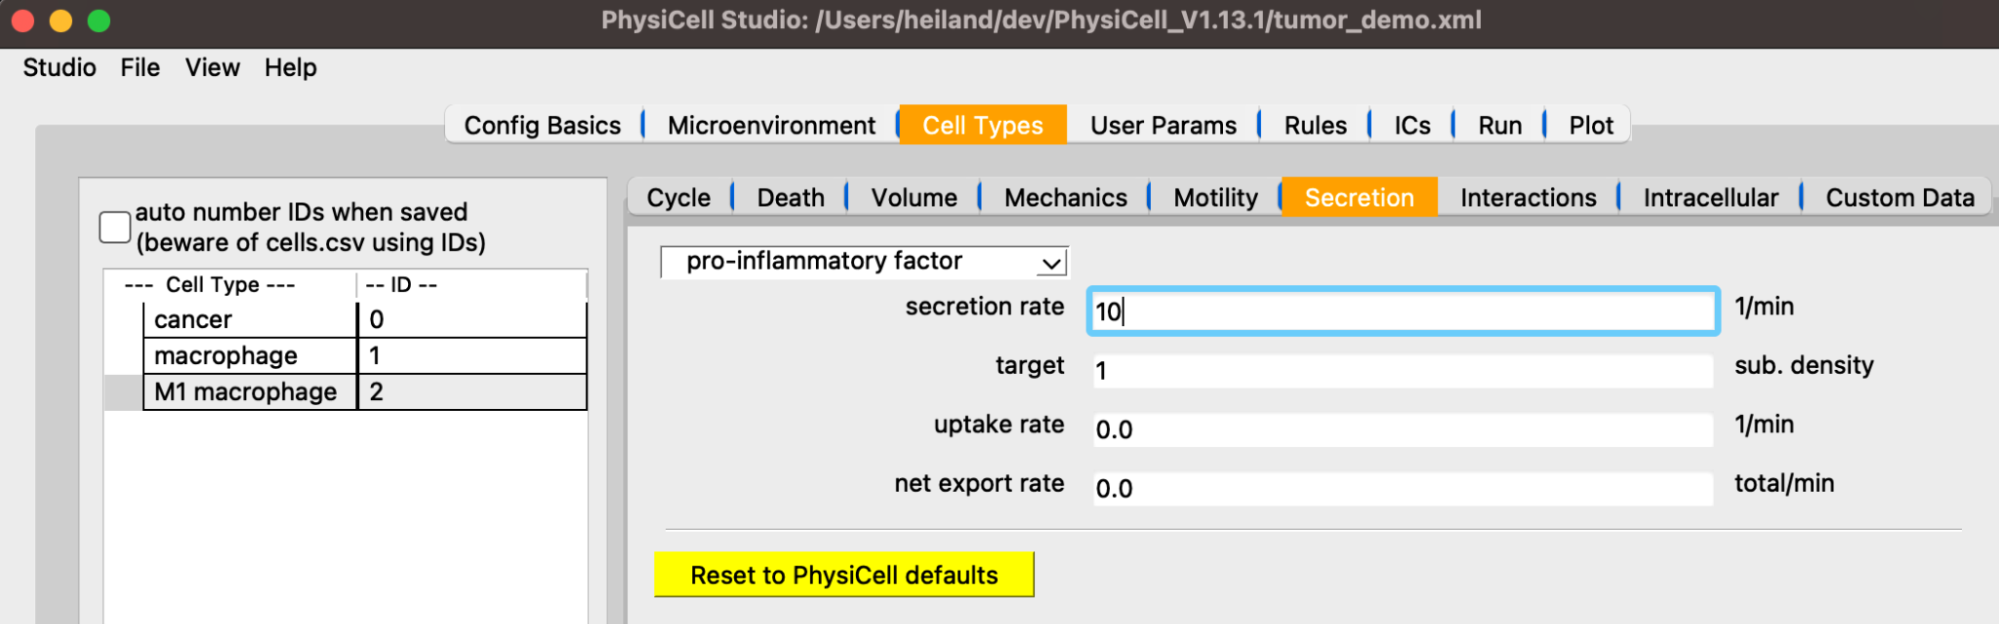 PhysiCell Studio: /Users/heiland/dev/PhysiCell_V1.13.1/tumor_demo.xml
Studio File View Help
Config Basics Microenvironment Cell Types User Params Rules ICs Run Plot
auto number IDs when saved
(beware of cells.csv using IDs)
--- Cell Type --- -- ID --
cancer 0
macrophage 1
M1 macrophage 2
Cycle Death Volume Mechanics Motility Secretion Interactions Intracellular Custom Data
pro-inflammatory factor
secretion rate 10 1/min
target 1 sub. density
uptake rate 0.0 1/min
net export rate 0.0 total/min
Reset to PhysiCell defaults